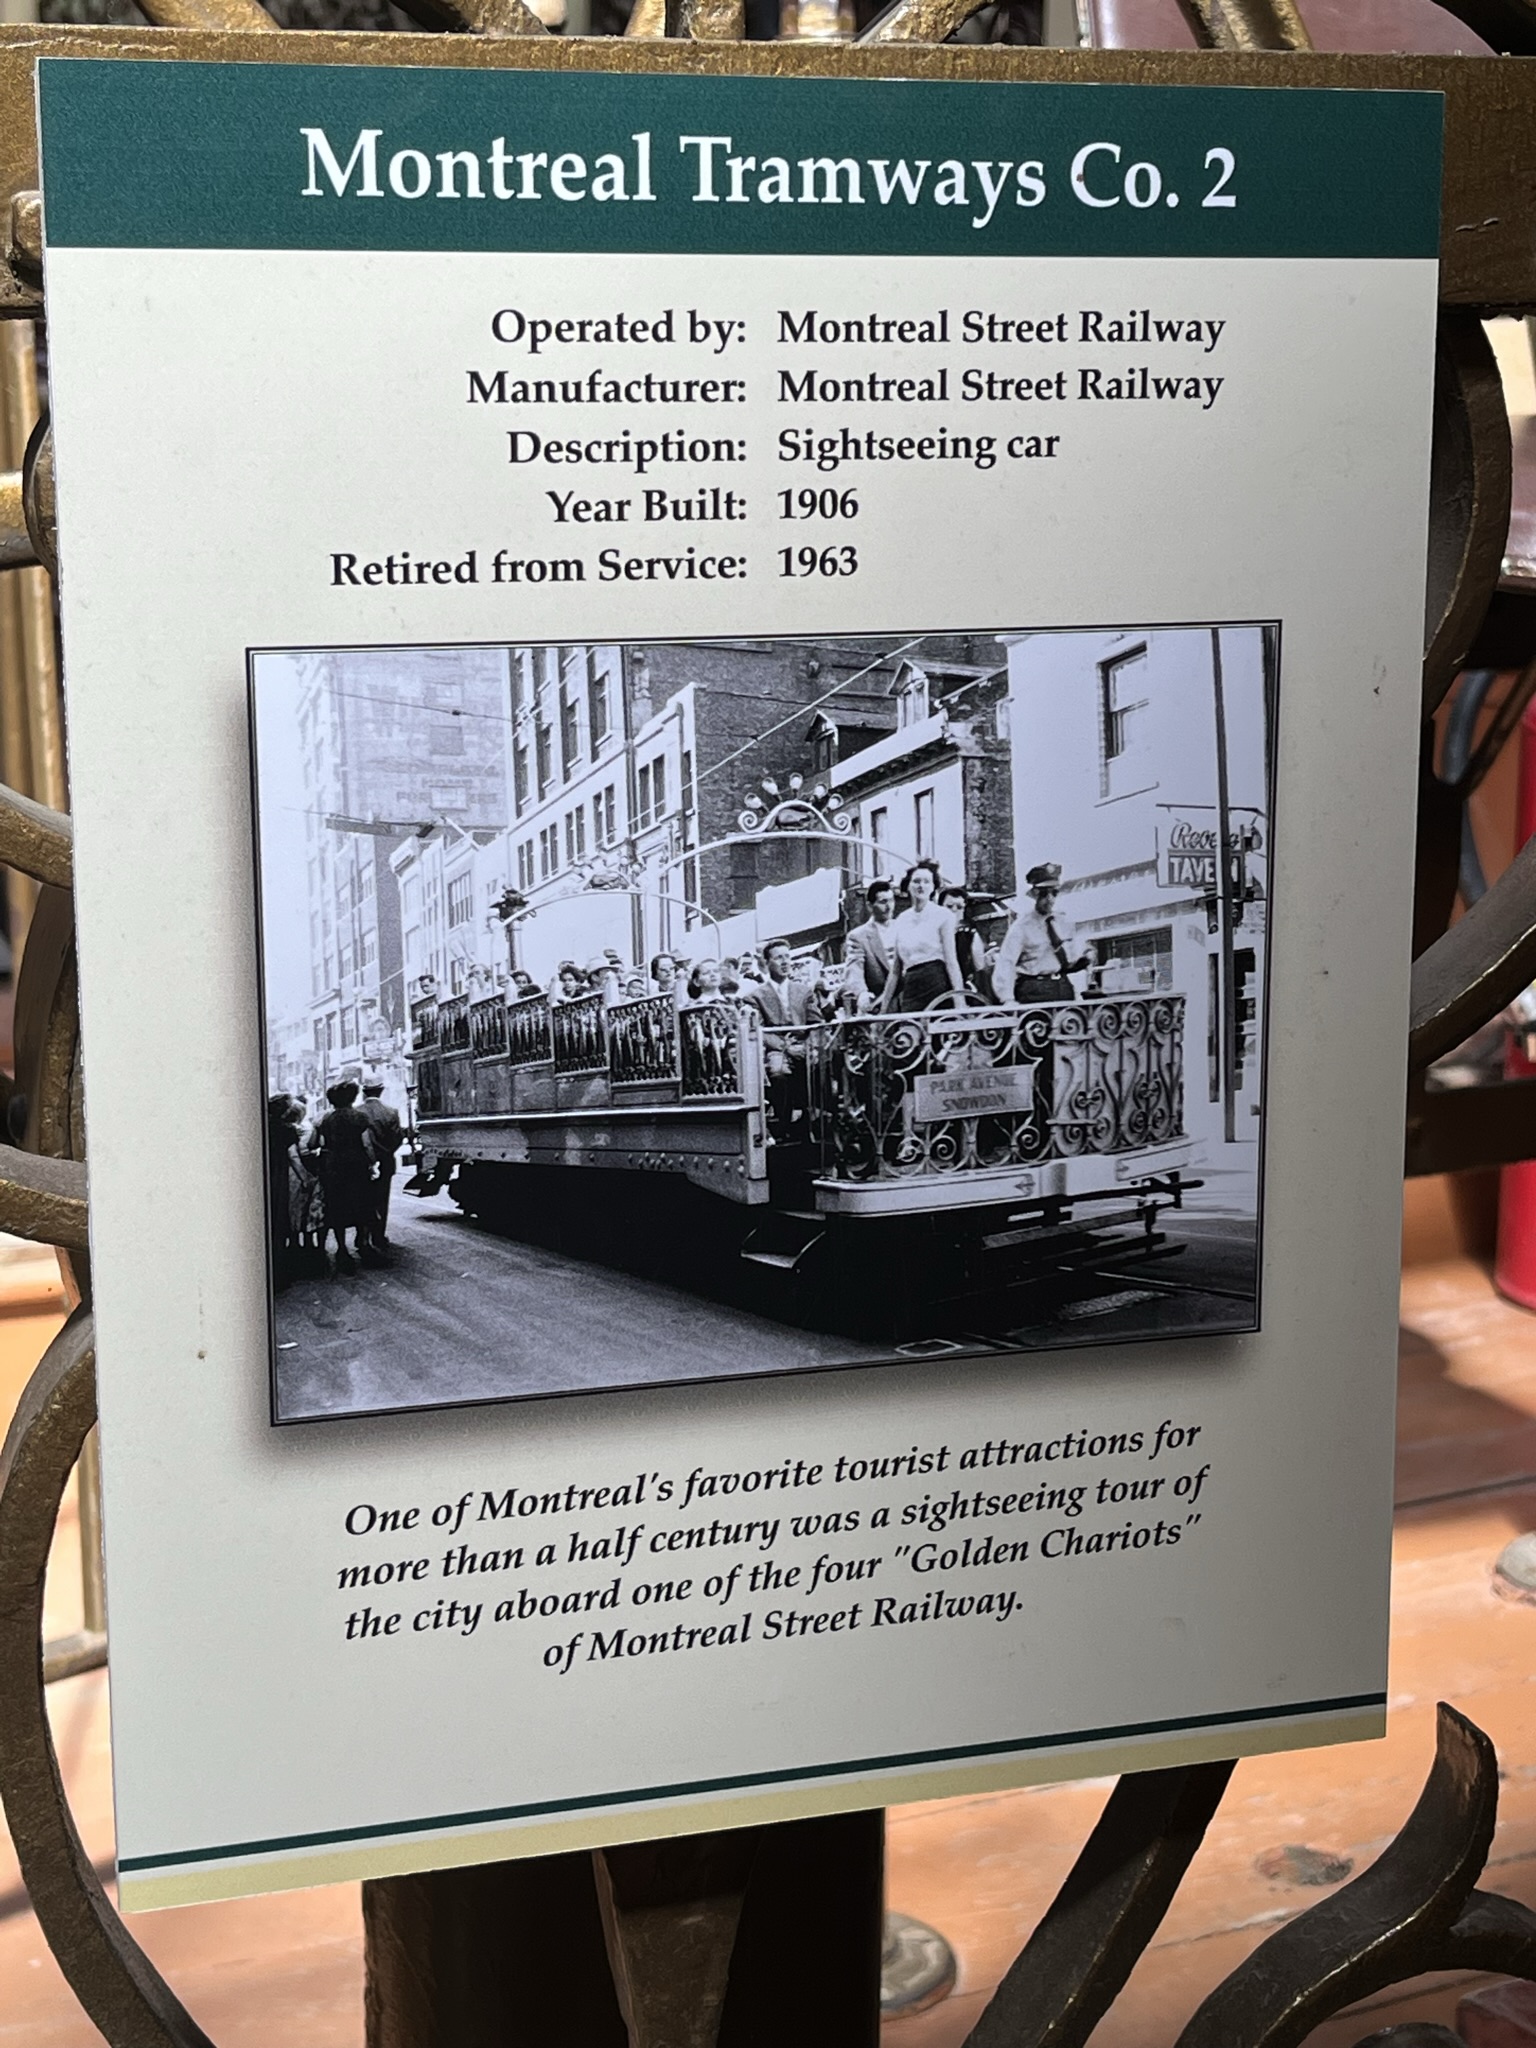 Montreal Tramways Co. 2
Operated by: Montreal Street Railway
Manufacturer: Montreal Street Railway
Description: Sightseeing car
Year Built: 1906
Retired from Service: 1963
TAVERN
PARK AVENUE
SNOWDON
One of Montreal's favorite tourist attractions for
more than a half century was a sightseeing tour of
the city aboard one of the four "Golden Chariots"
of Montreal Street Railway.